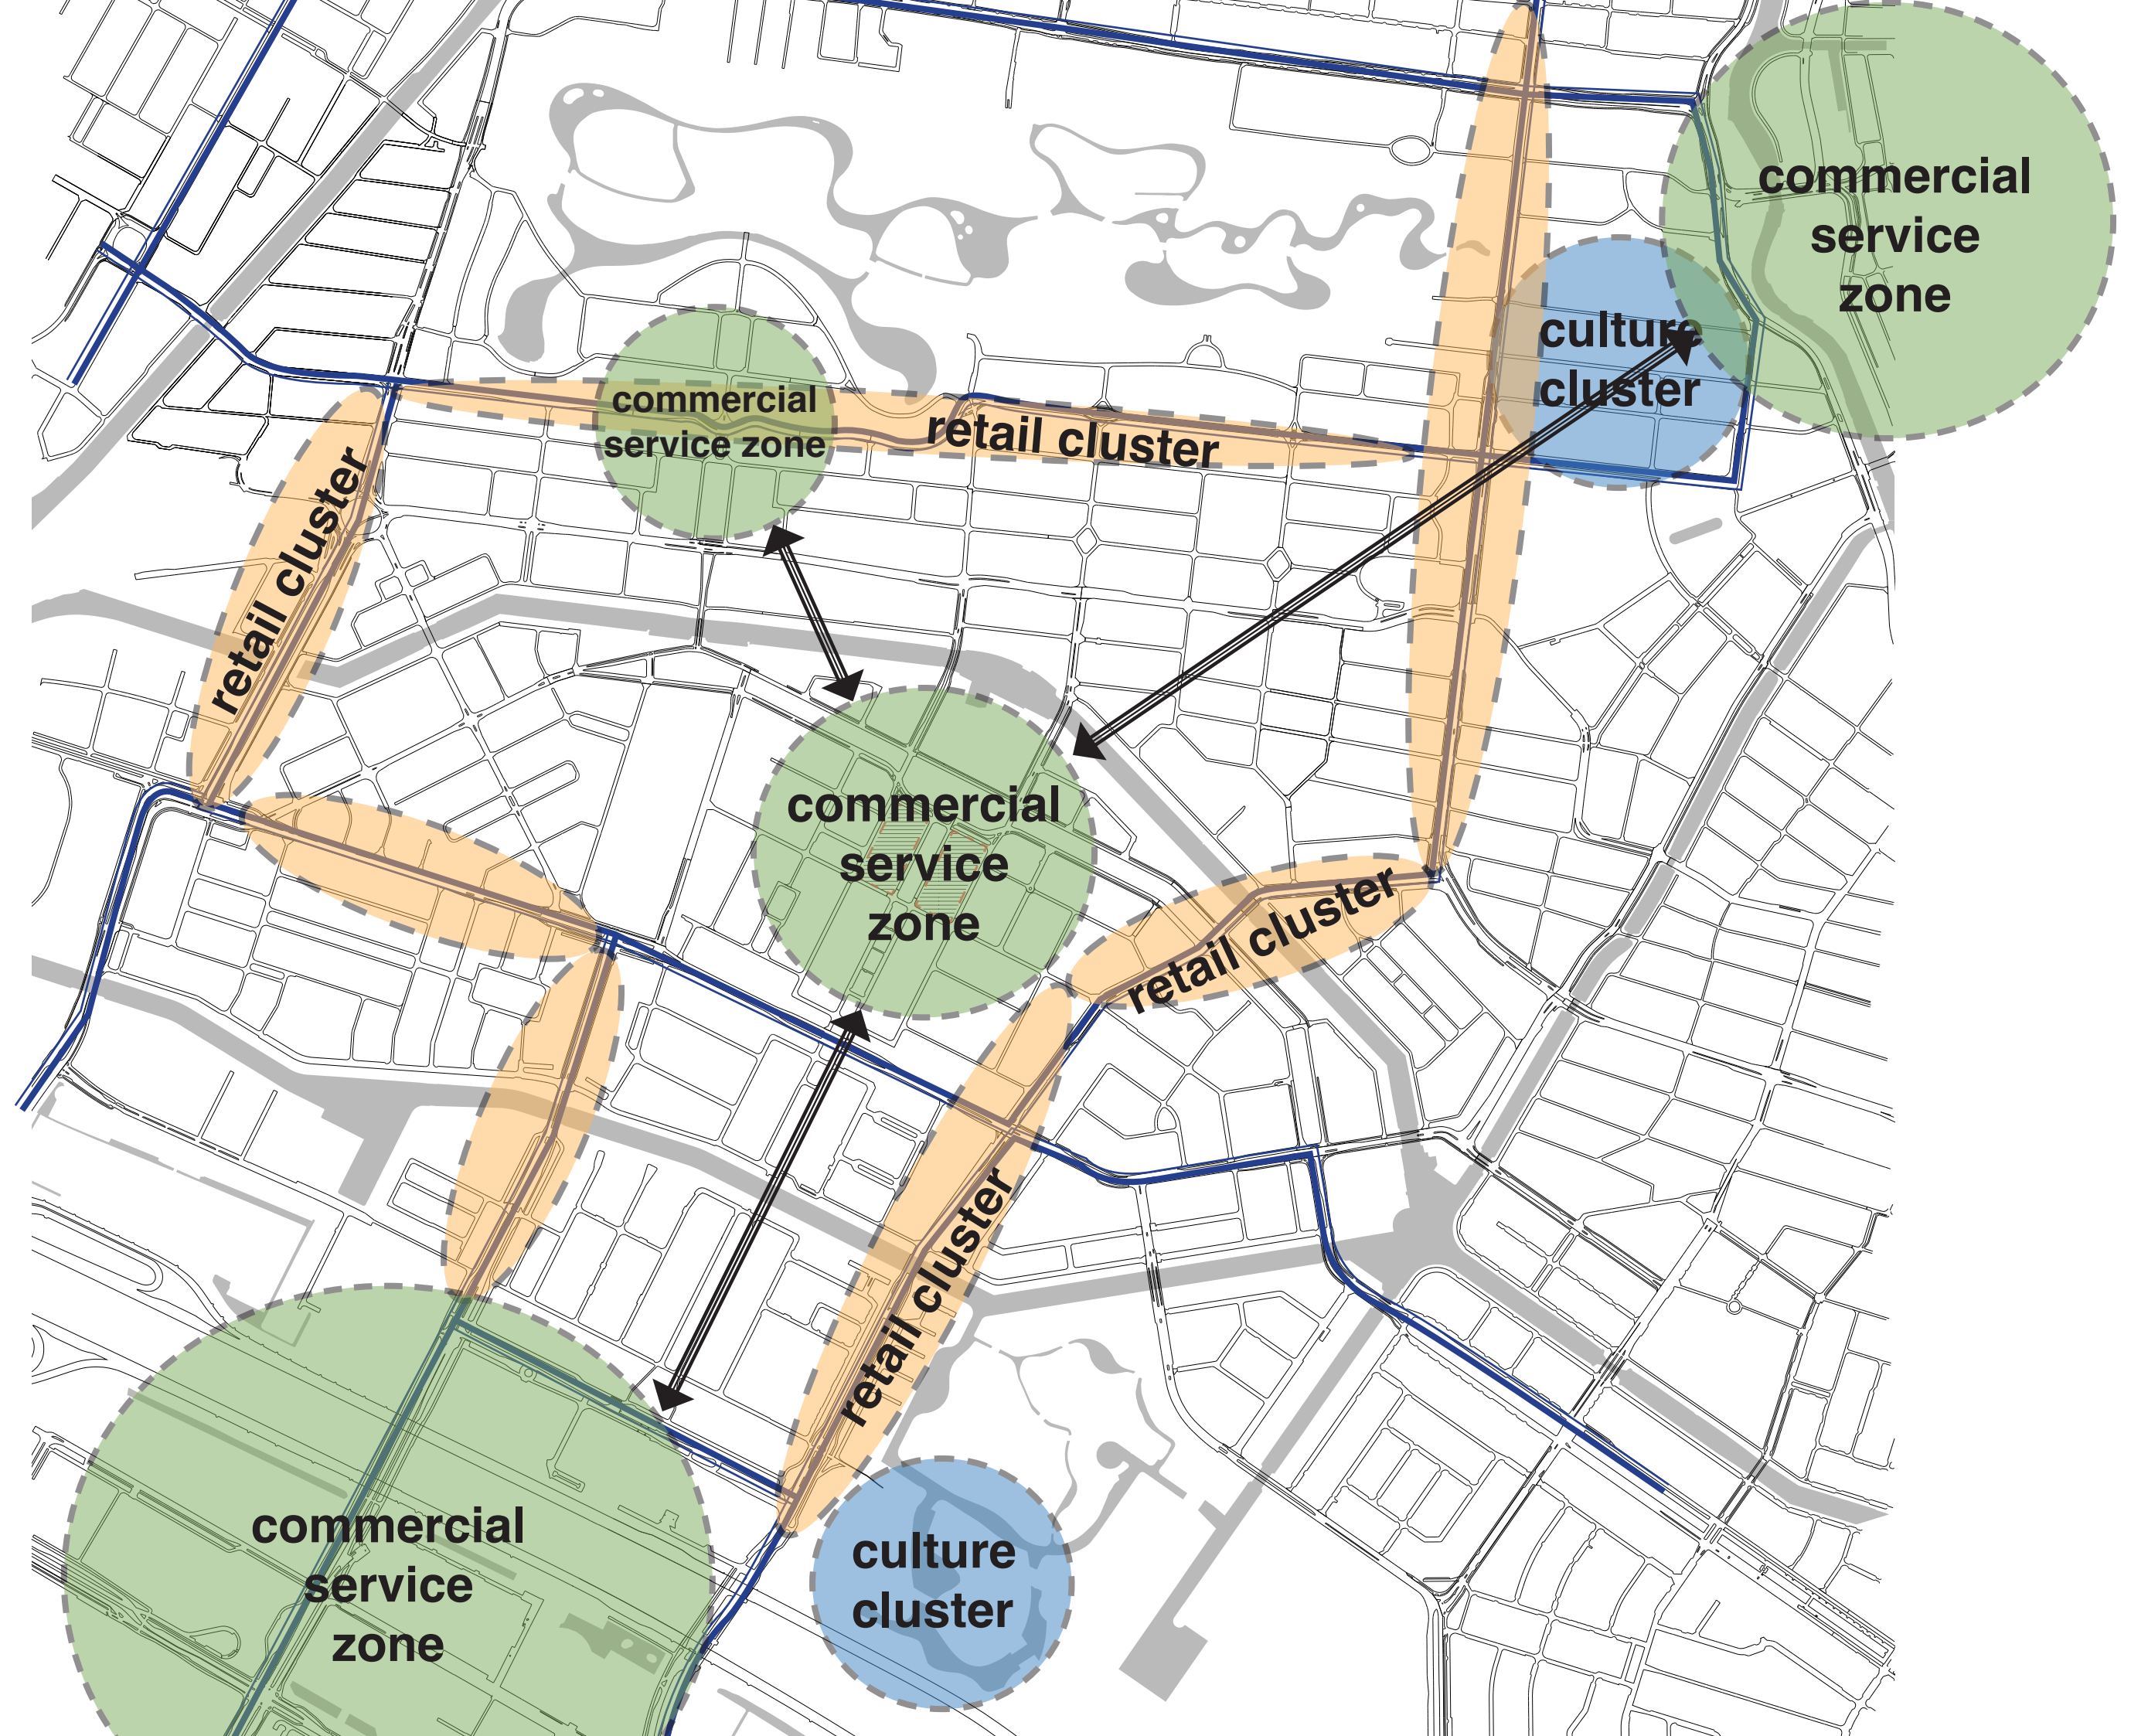 commercial
service
zone
culture
cluster
commercial
service zone
retail cluster
retail cluster
commercial
service
zone
retail cluster
retail cluster
commercial
service
zone
culture
cluster